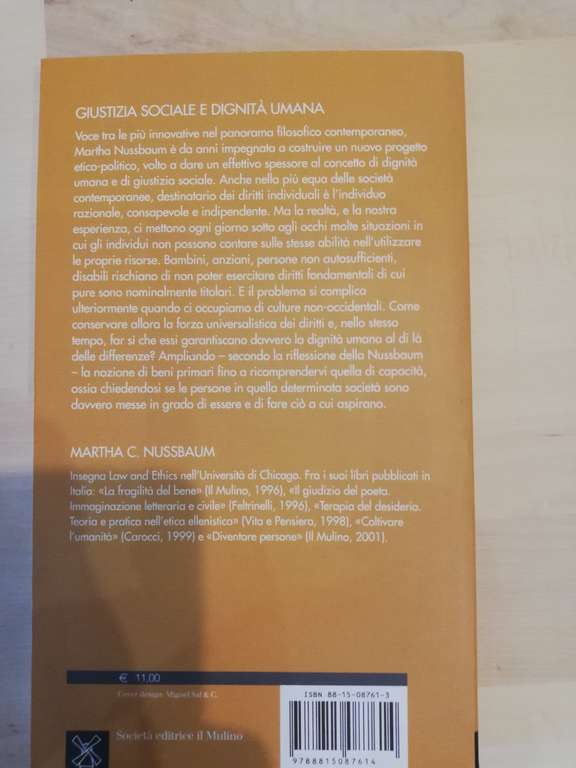 GIUSTIZIA SOCIALE E DIGNITÀ UMANA
Voce tra le più innovative nel panorama filosofico contemporaneo,
Martha Nussbaum è da anni impegnata a costruire un nuovo progetto
etico-politico, volto a dare un effettivo spessore al concetto di dignità
umana e di giustizia sociale. Anche nella più equa delle società
contemporanee, destinatario dei diritti individuali è l'individuo
razionale, consapevole e indipendente. Ma la realtà, e la nostra
esperienza, ci mettono ogni giorno sotto agli occhi molte situazioni in
cui gli individui non possono contare sulle stesse abilità nell'utilizzare
le proprie risorse. Bambini, anziani, persone non autosufficienti,
disabili rischiano di non poter esercitare diritti fondamentali di cui
pure sono nominalmente titolari. E il problema si complica
ulteriormente quando ci occupiamo di culture non-occidentali. Come
conservare allora la forza universalistica dei diritti e, nello stesso
tempo, far sì che essi garantiscano davvero la dignità umana al di là
delle differenze? Ampliando – secondo la riflessione della Nussbaum
– la nozione di beni primari fino a ricomprendervi quella di capacità,
ossia chiedendosi se le persone in quella determinata società sono
davvero messe in grado di essere e di fare ciò a cui aspirano.
MARTHA C. NUSSBAUM
Insegna Law and Ethics nell'Università di Chicago. Fra i suoi libri pubblicati in
Italia: «La fragilità del bene» (Il Mulino, 1996), «Il giudizio del poeta.
Immaginazione letteraria e civile» (Feltrinelli, 1996), «Terapia del desiderio.
Teoria e pratica nell'etica ellenistica» (Vita e Pensiero, 1998), «Coltivare
l'umanità» (Carocci, 1999) e «Diventare persone» (Il Mulino, 2001).
€ 11,00
Cover design: Miguel Sal & C.
ISBN 88-15-08761-3
Società editrice il Mulino
9788815087614